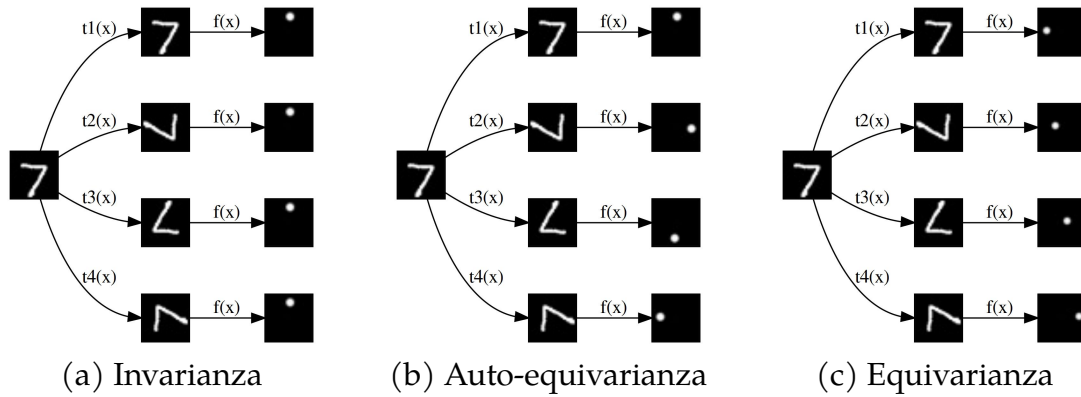 t1(x) f(x) t1(x) f(x) t1(x) f(x)
t2(x) f(x) t2(x) f(x) t2(x) f(x)
t3(x) f(x) t3(x) f(x) t3(x) f(x)
t4(x) f(x) t4(x) f(x) t4(x) f(x)
(a) Invarianza (b) Auto-equivarianza (c) Equivarianza